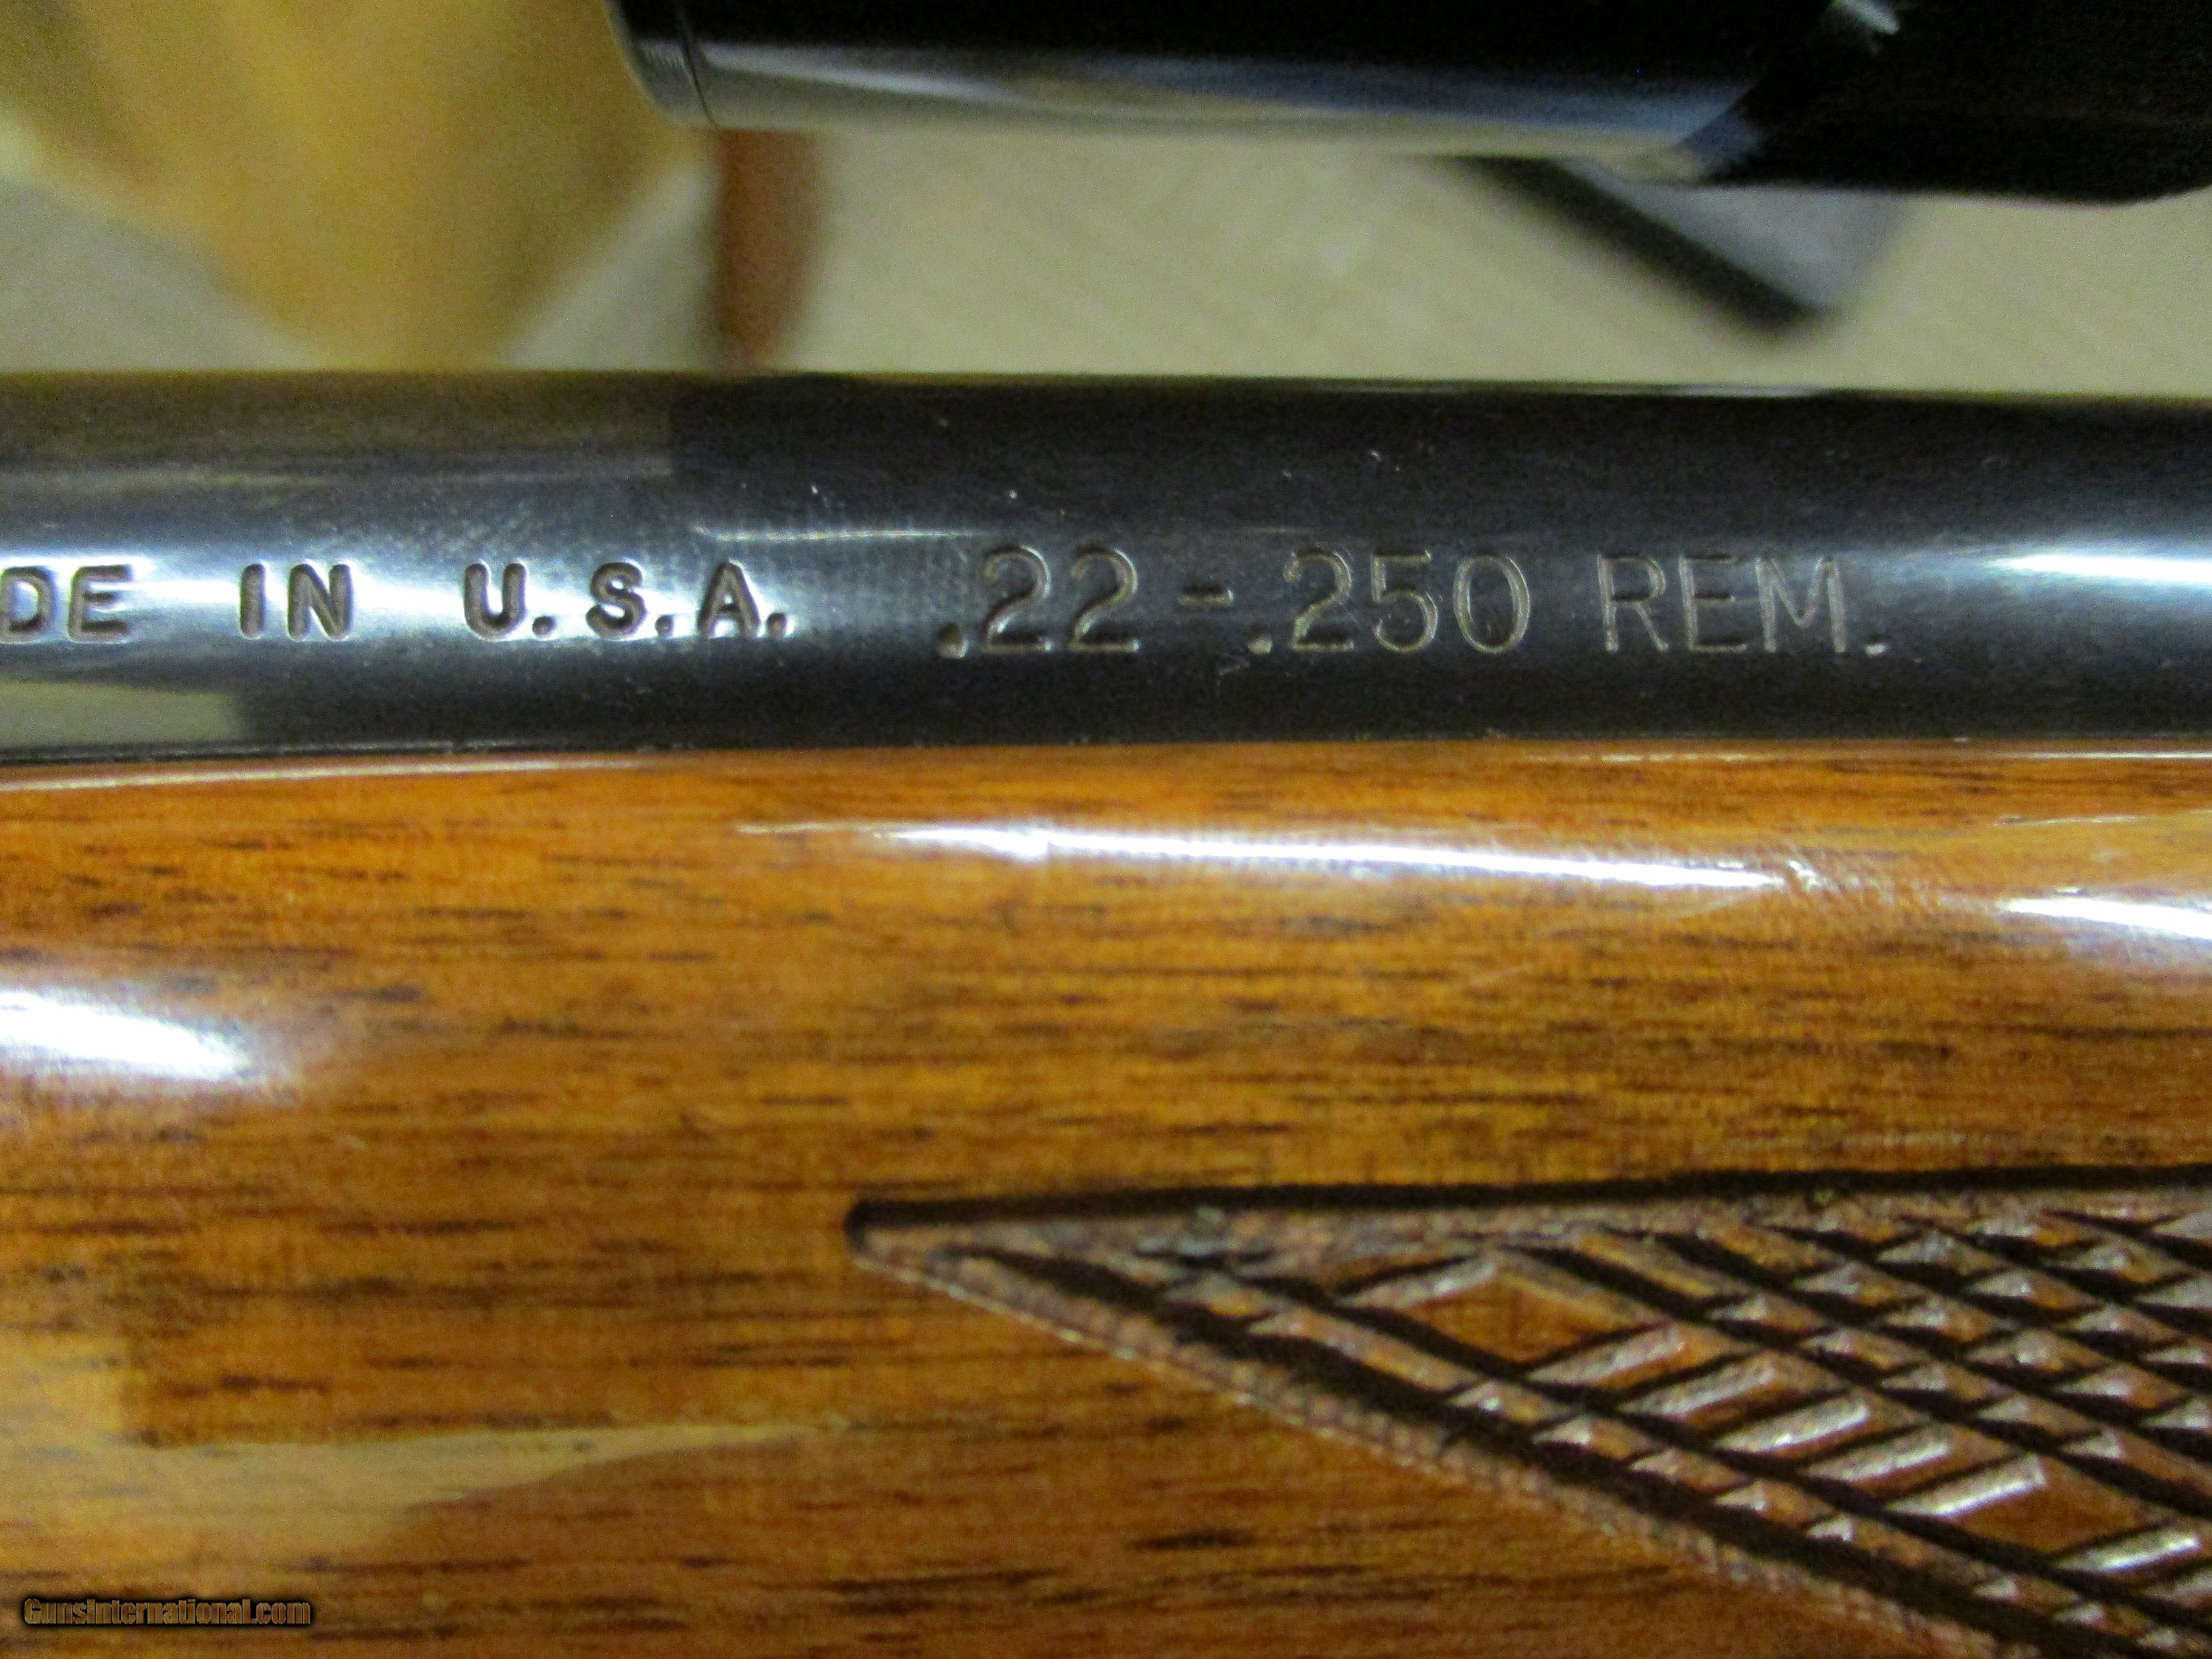 DE IN U.S.A. .22-.250 REM.
GunsInternational.com